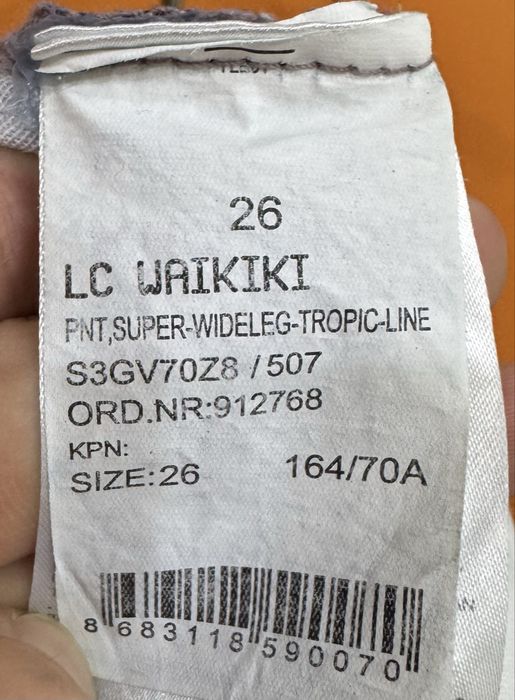 26
LC WAIKIKI
PNT,SUPER-WIDELEG-TROPIC-LINE
S3GV70Z8 / 507
ORD.NR:912768
KPN:
SIZE:26 164/70A
8 683118 590070